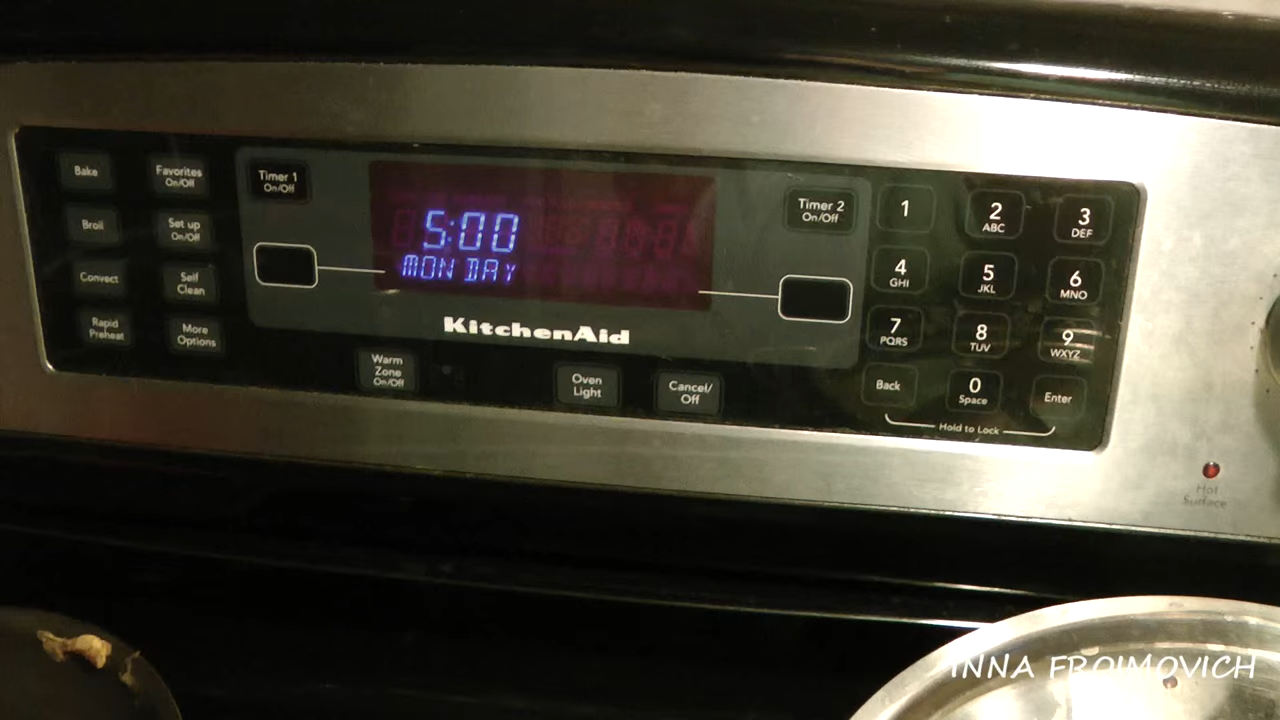 Bake
Favorites
On/Off
Timer 1
On/Off
5:00
MONDAY
Timer 2
On/Off
1
2
ABC
3
DEF
Broil
Set up
On/Off
4
GHI
5
JKL
6
MNO
Convect
Self
Clean
7
PQRS
8
TUV
9
WXYZ
Rapid
Preheat
More
Options
KitchenAid
Warm
Zone
On/Off
Oven
Light
Cancel/
Off
Back
0
Space
Enter
Hold to Lock
Hot
Surface
INNA FROIMOVICH